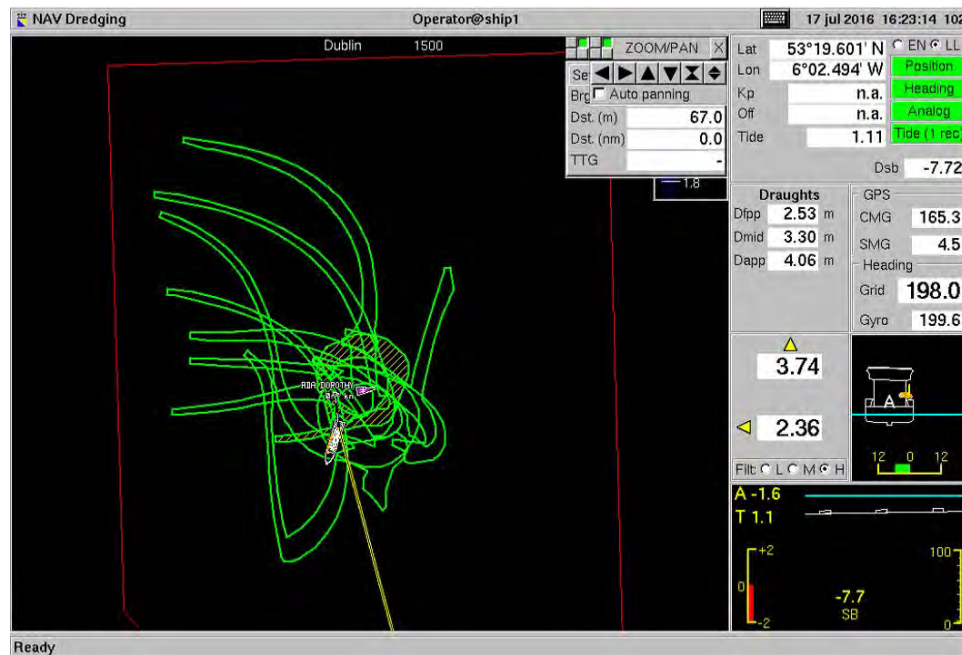 NAV Dredging Operator@ship1 17 jul 2016 16:23:14 102
Dublin 1500
ZOOM/PAN X
Se
Brg Auto panning
Dst. (m) 67.0
Dst. (nm) 0.0
TTG -
1.8
Lat 53°19.601' N EN LL
Lon 6°02.494' W Position
Kp n.a. Heading
Off n.a. Analog
Tide 1.11 Tide (1 rec)
Dsb -7.72
Draughts GPS
Dfpp 2.53 m CMG 165.3
Dmid 3.30 m SMG 4.5
Dapp 4.06 m Heading
Grid 198.0
Gyro 199.6
3.74
A
2.36
12 0 12
Filt: L M H
A -1.6
T 1.1
+2 100
0
-7.7
SB
-2 0
DOROTHY
kn
Ready